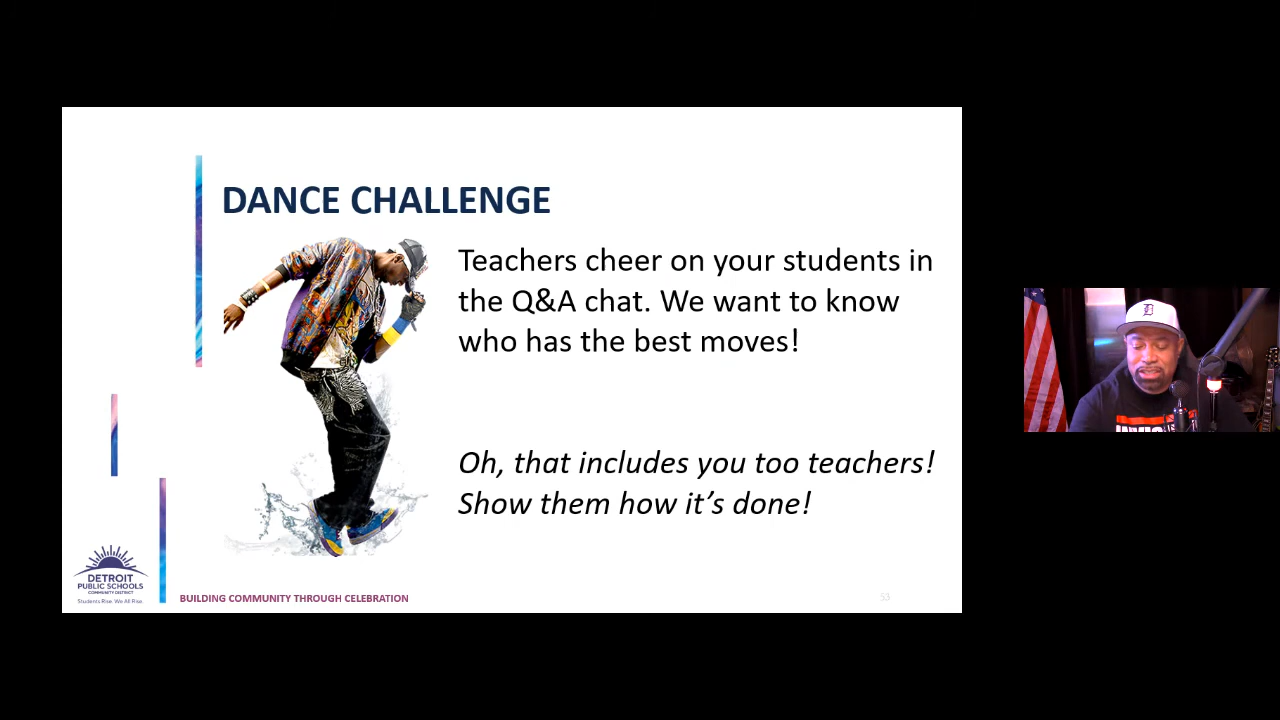 DANCE CHALLENGE
Teachers cheer on your students in
the Q&A chat. We want to know
who has the best moves!
Oh, that includes you too teachers!
Show them how it’s done!
DETROIT
PUBLIC SCHOOLS
COMMUNITY DISTRICT
Students Rise. We All Rise.
BUILDING COMMUNITY THROUGH CELEBRATION
53
D